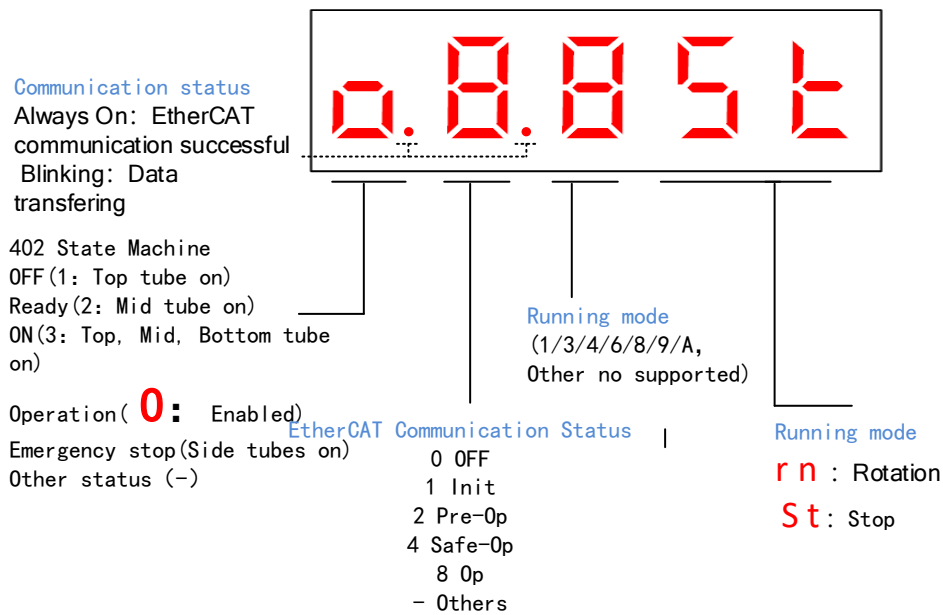 o.8.8St
Communication status
Always On: EtherCAT
communication successful
Blinking: Data
transfering
402 State Machine
OFF(1: Top tube on)
Ready(2: Mid tube on)
ON(3: Top, Mid, Bottom tube
on)
Operation( 0: Enabled)
Emergency stop(Side tubes on)
Other status (-)
EtherCAT Communication Status
0 OFF
1 Init
2 Pre-Op
4 Safe-Op
8 Op
- Others
Running mode
(1/3/4/6/8/9/A,
Other no supported)
Running mode
rn : Rotation
St: Stop